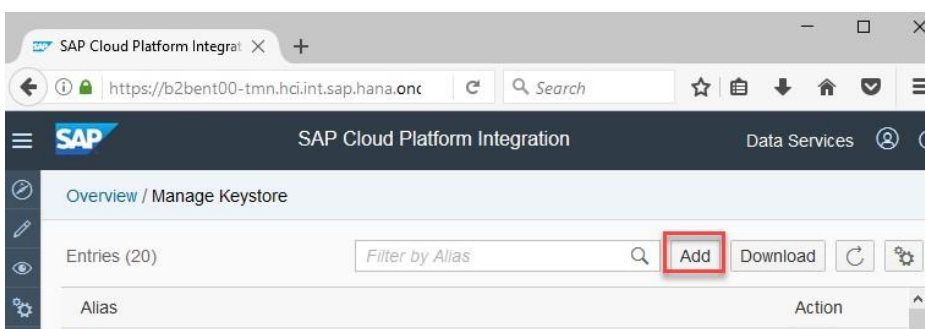 SAP Cloud Platform Integrat
https://b2bent00-tmn.hci.int.sap.hana.onc
Search
SAP
SAP Cloud Platform Integration
Data Services
Overview / Manage Keystore
Entries (20)
Filter by Alias
Add
Download
Alias
Action